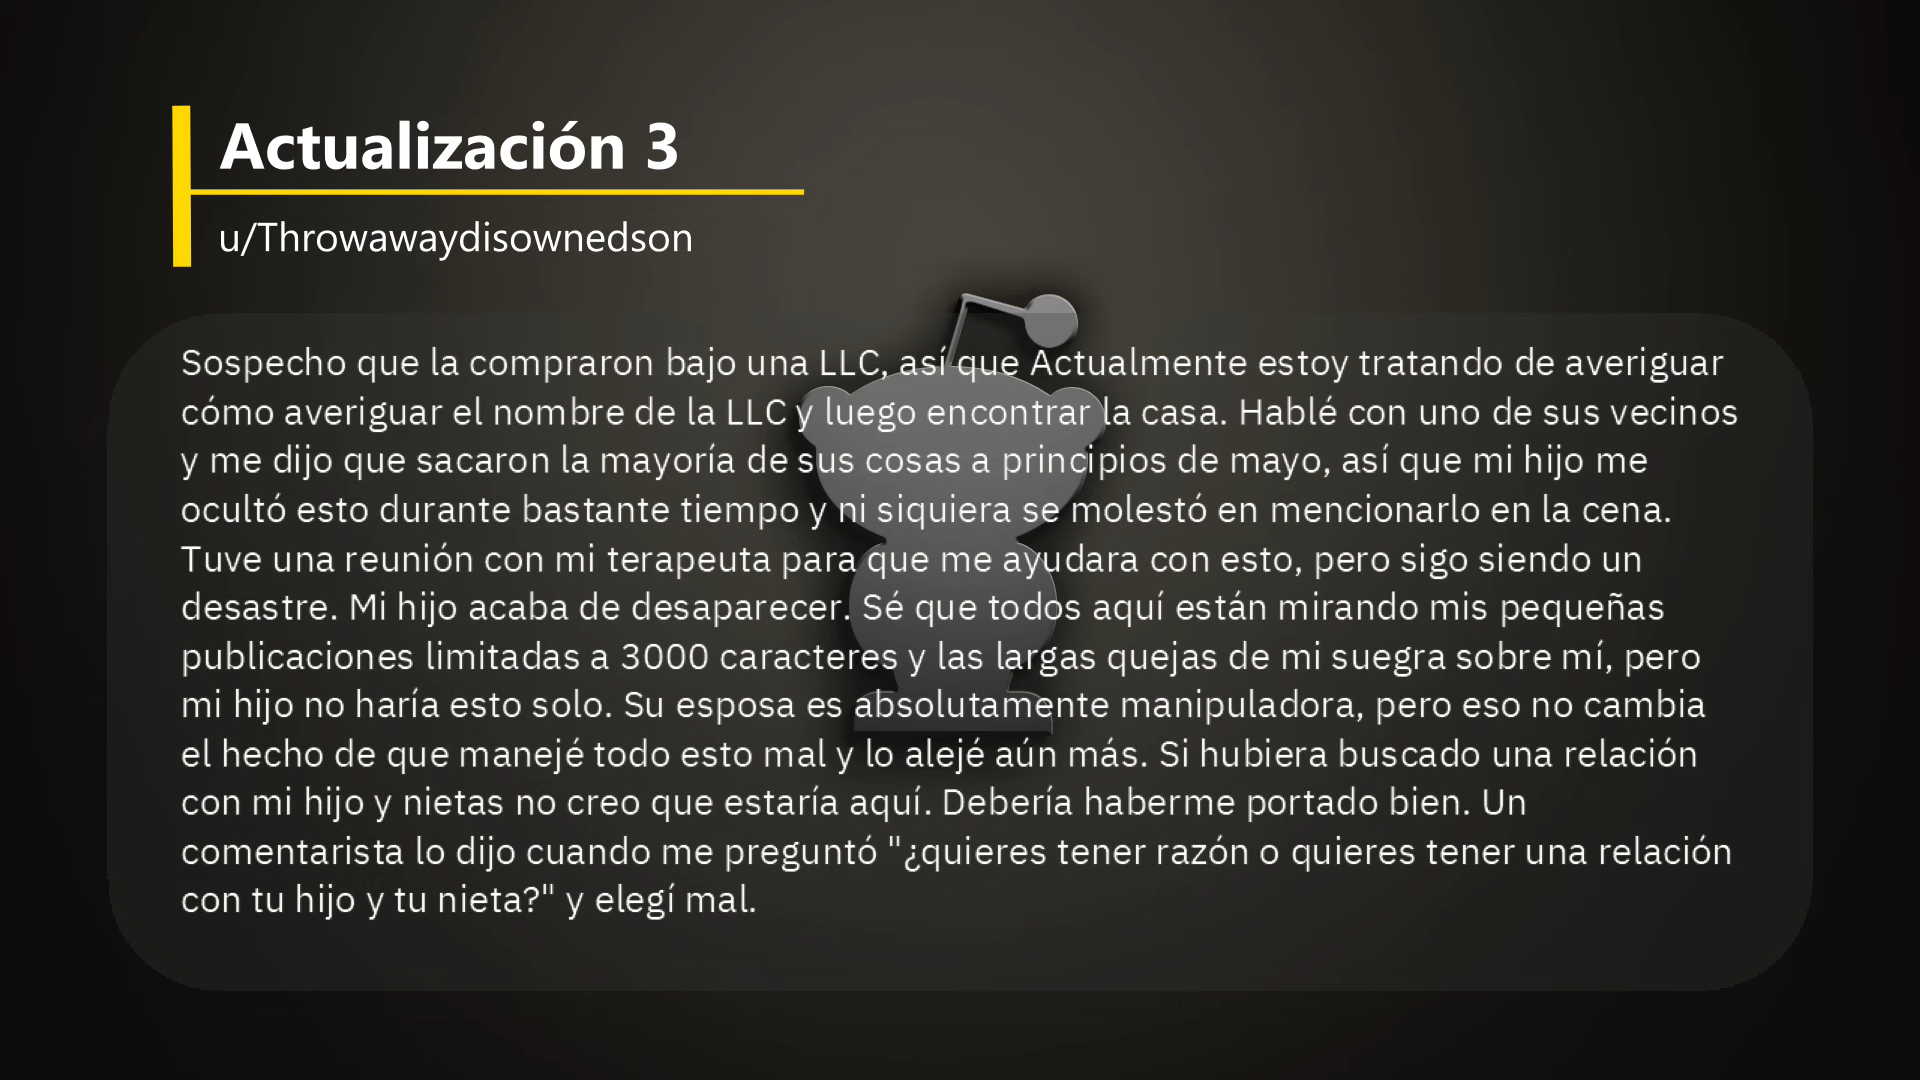 Actualización 3
u/Throwawaydisownedson
Sospecho que la compraron bajo una LLC, así que Actualmente estoy tratando de averiguar
cómo averiguar el nombre de la LLC y luego encontrar la casa. Hablé con uno de sus vecinos
y me dijo que sacaron la mayoría de sus cosas a principios de mayo, así que mi hijo me
ocultó esto durante bastante tiempo y ni siquiera se molestó en mencionarlo en la cena.
Tuve una reunión con mi terapeuta para que me ayudara con esto, pero sigo siendo un
desastre. Mi hijo acaba de desaparecer. Sé que todos aquí están mirando mis pequeñas
publicaciones limitadas a 3000 caracteres y las largas quejas de mi suegra sobre mí, pero
mi hijo no haría esto solo. Su esposa es absolutamente manipuladora, pero eso no cambia
el hecho de que manejé todo esto mal y lo alejé aún más. Si hubiera buscado una relación
con mi hijo y nietas no creo que estaría aquí. Debería haberme portado bien. Un
comentarista lo dijo cuando me preguntó "¿quieres tener razón o quieres tener una relación
con tu hijo y tu nieta?" y elegí mal.